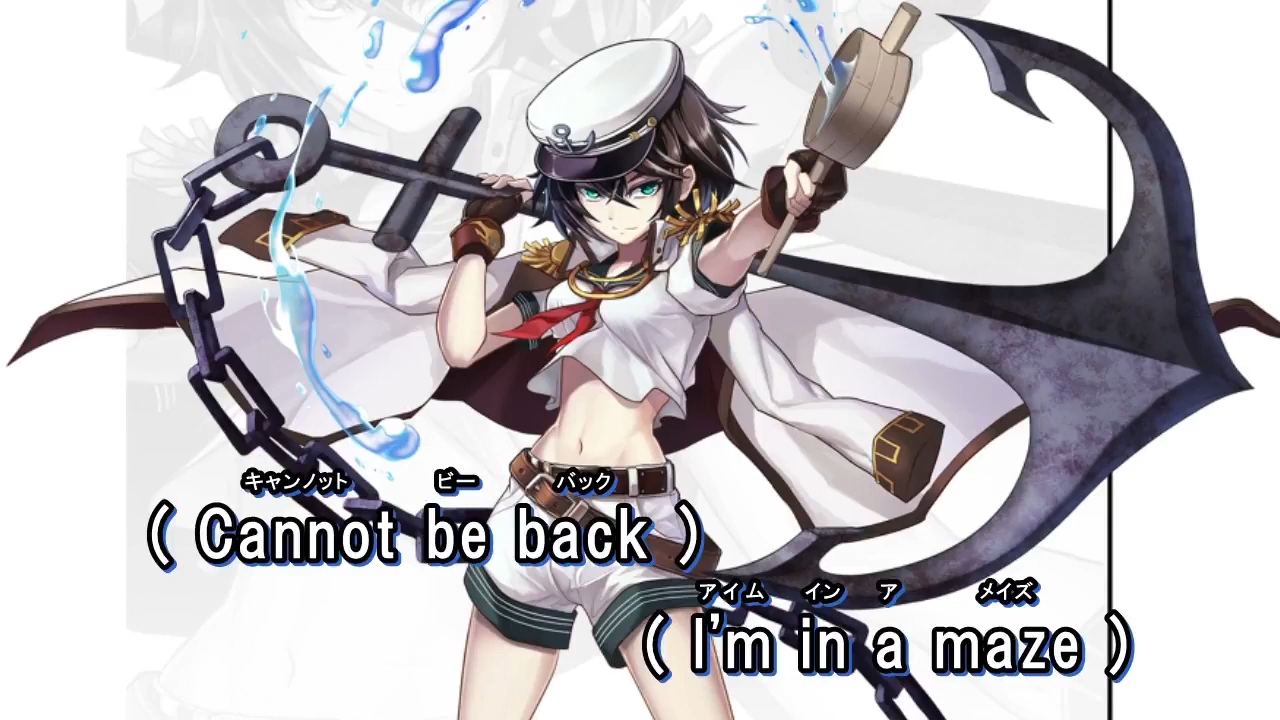 キャンノット ビー バック
( Cannot be back )
アイム イン ア メイズ
( I'm in a maze )